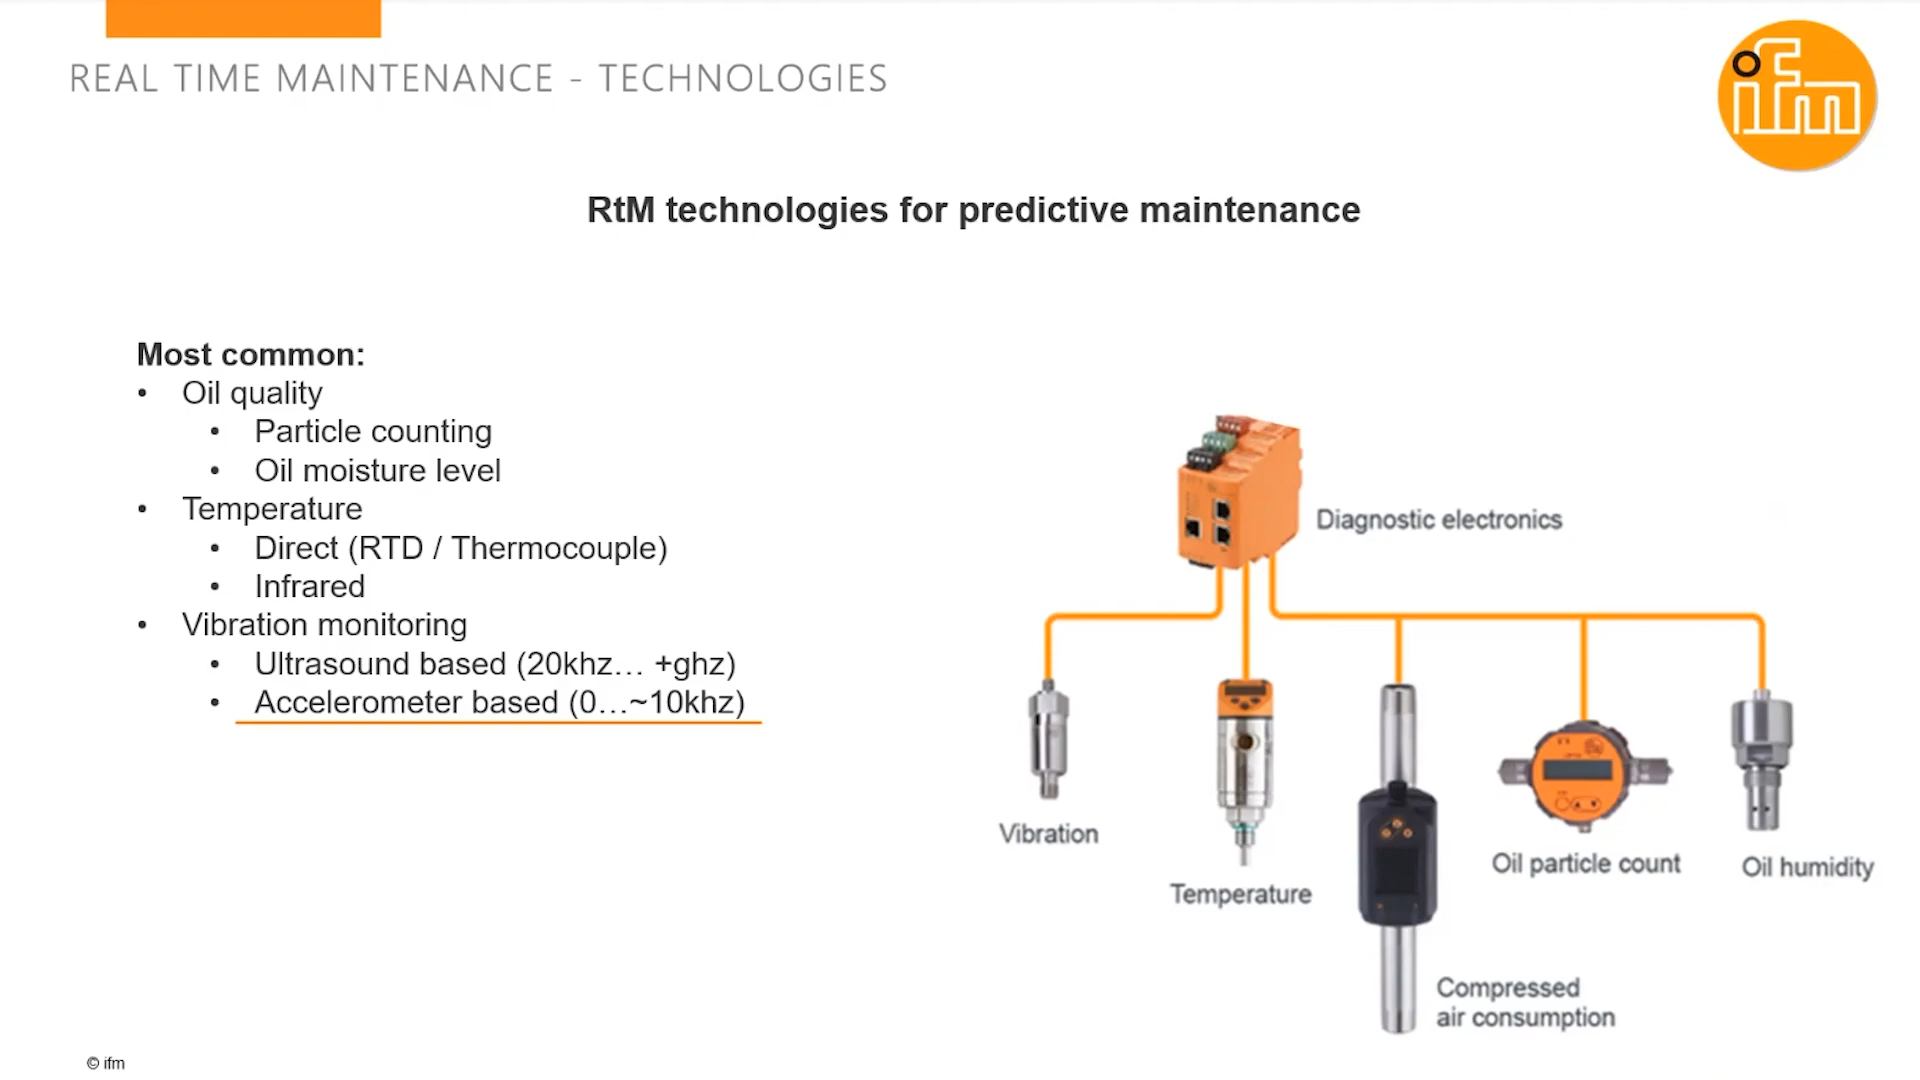 REAL TIME MAINTENANCE - TECHNOLOGIES
ifm
RtM technologies for predictive maintenance
Most common:
• Oil quality
• Particle counting
• Oil moisture level
• Temperature
• Direct (RTD / Thermocouple)
• Infrared
• Vibration monitoring
• Ultrasound based (20khz… +ghz)
• Accelerometer based (0…~10khz)
Diagnostic electronics
Vibration
Temperature
Compressed
air consumption
Oil particle count
Oil humidity
© ifm